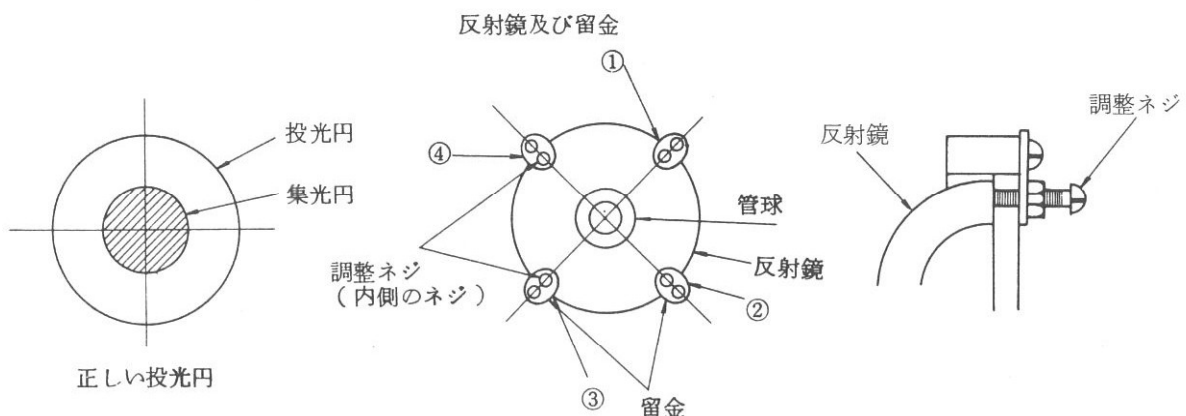 反射鏡及び留金
①
調整ネジ
投光円
反射鏡
④
集光円
管球
反射鏡
調整ネジ
(内側のネジ)
②
正しい投光円
③
留金